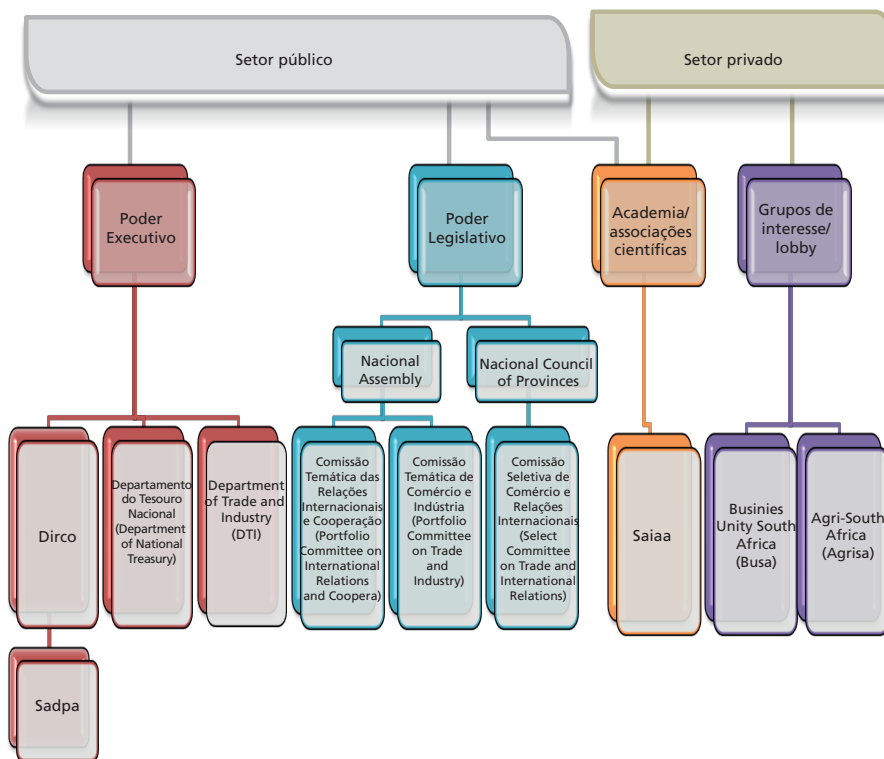 Setor público
Setor privado
Poder
Executivo
Poder
Legislativo
Academia/
associações
científicas
Grupos de
interesse/
lobby
Nacional
Assembly
Nacional Council
of Provinces
Dirco
Departamento
do Tesouro
Nacional
(Department
of National
Treasury)
Department
of Trade and
Industry
(DTI)
Comissão
Temática das
Relações
Internacionais
e Cooperação
(Portfolio
Committee on
International
Relations
and Coopera)
Comissão
Temática de
Comércio e
Indústria
(Portfolio
Committee
on Trade
and
Industry)
Comissão
Seletiva de
Comércio e
Relações
Internacionais
(Select
Committee
on Trade and
International
Relations)
Saiaa
Businies
Unity South
Africa
(Busa)
Agri-South
Africa
(Agrisa)
Sadpa